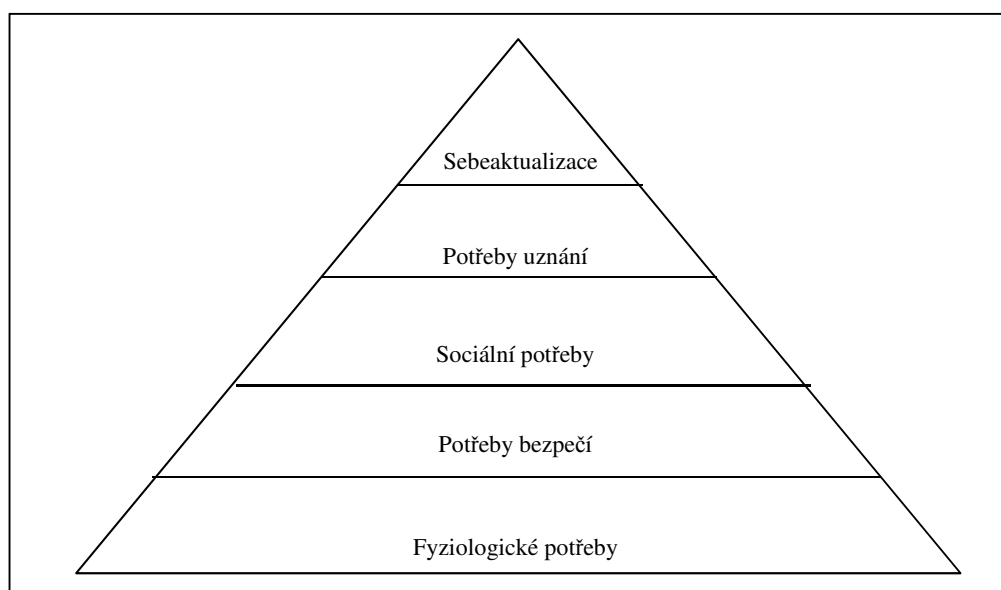 Sebeaktualizace
Potřeby uznání
Sociální potřeby
Potřeby bezpečí
Fyziologické potřeby